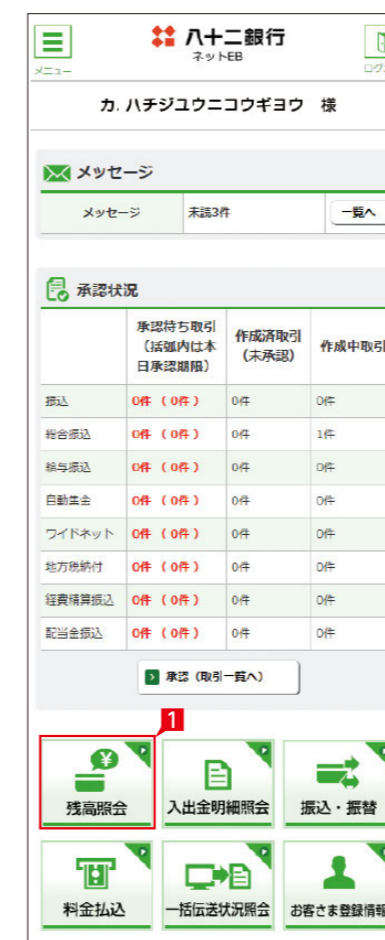 八十二銀行
ネットEB
メニュー
カ. ハチジユウニコウギヨウ 様
メッセージ
メッセージ 未読3件 一覧へ
承認状況
承認待ち取引
（括弧内は本
日承認期限）
作成済取引
（未承認）
作成中取引
振込 0件 （ 0件 ） 0件 0件
総合振込 0件 （ 0件 ） 0件 1件
給与振込 0件 （ 0件 ） 0件 0件
自動集金 0件 （ 0件 ） 0件 0件
ワイドネット 0件 （ 0件 ） 0件 0件
地方税納付 0件 （ 0件 ） 0件 0件
経費精算振込 0件 （ 0件 ） 0件 0件
配当金振込 0件 （ 0件 ） 0件 0件
承認（取引一覧へ）
1
残高照会 入出金明細照会 振込・振替
料金払込 一括伝送状況照会 お客さま登録情報